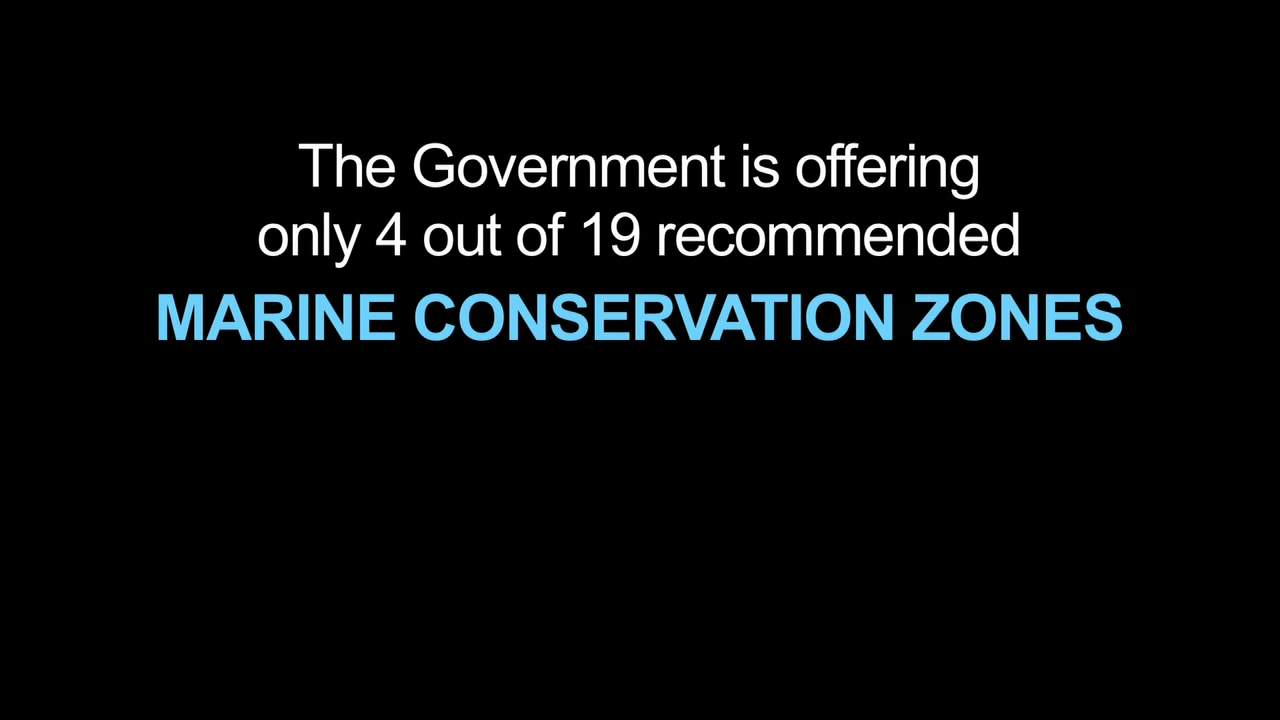 The Government is offering
only 4 out of 19 recommended
MARINE CONSERVATION ZONES